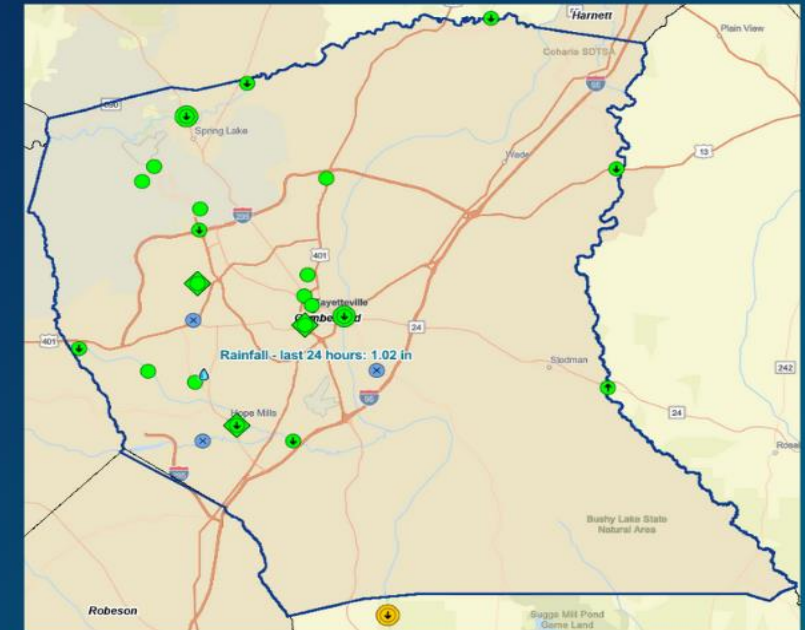 Harnett
Plain View
Coharie SDTSA
95
Spring Lake
Wade
13
295
401
Fayetteville
Cumberland
24
401
Rainfall - last 24 hours: 1.02 in
Stedman
242
95
Hope Mills
24
Bushy Lake State
Natural Area
Robeson
Suggs Mill Pond
Game Land